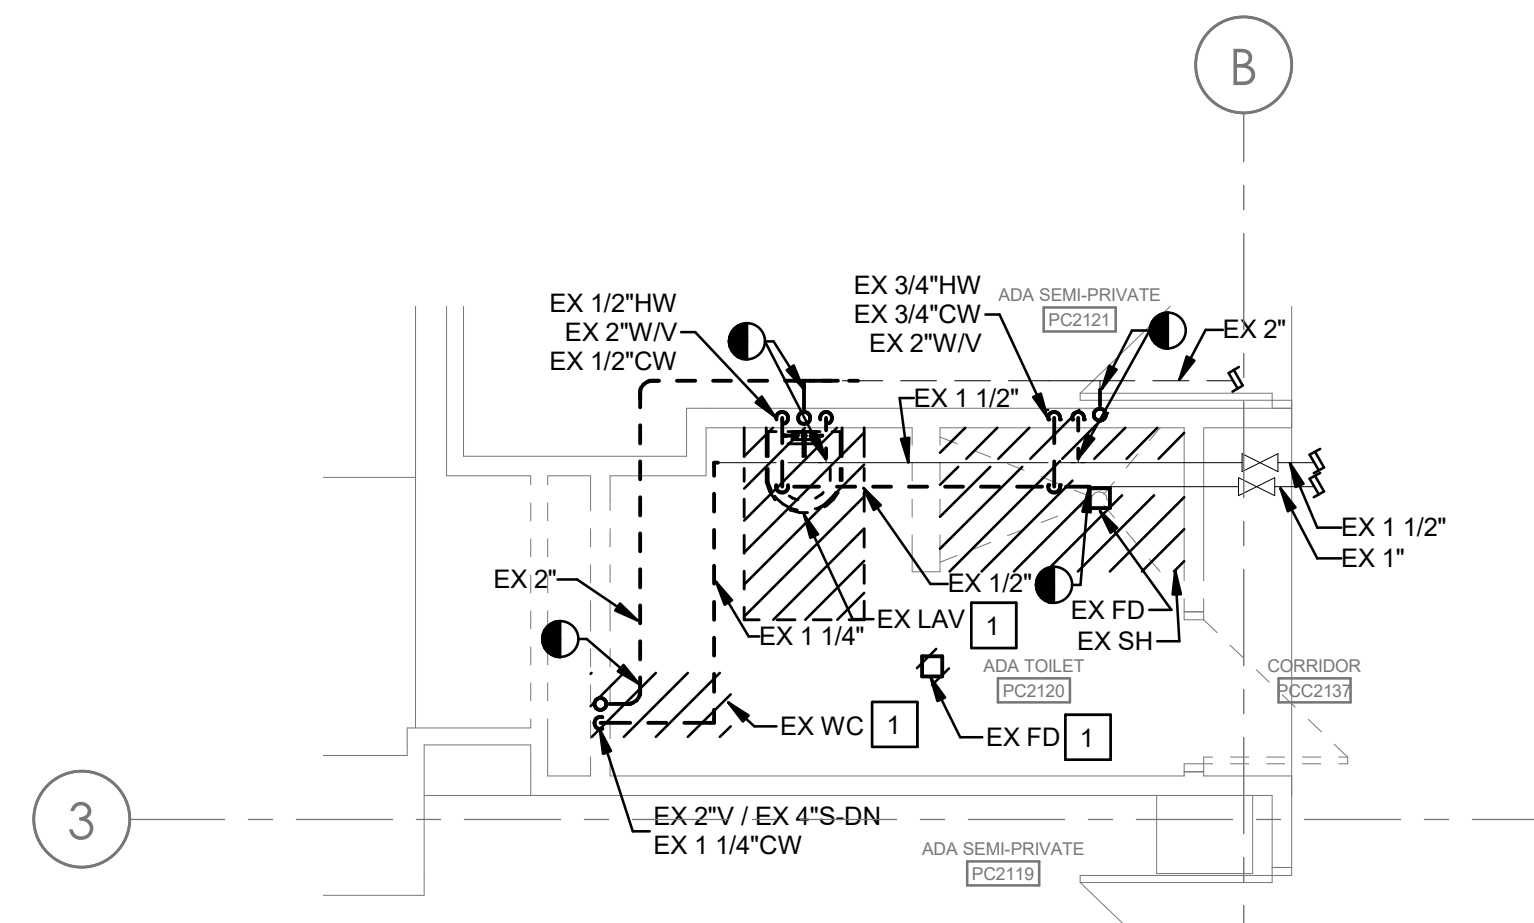 B
EX 1/2"HW
EX 2"W/V
EX 1/2"CW
EX 3/4"HW
EX 3/4"CW
EX 2"W/V
ADA SEMI-PRIVATE
PC2121
EX 2"
EX 1 1/2"
EX 1 1/2"
EX 1"
EX 2"
EX 1/2"
EX FD
EX SH
EX LAV 1
EX 1 1/4"
ADA TOILET
PC2120
CORRIDOR
PCC2137
EX WC 1
EX FD 1
3
EX 2"V / EX 4"S-DN
EX 1 1/4"CW
ADA SEMI-PRIVATE
PC2119